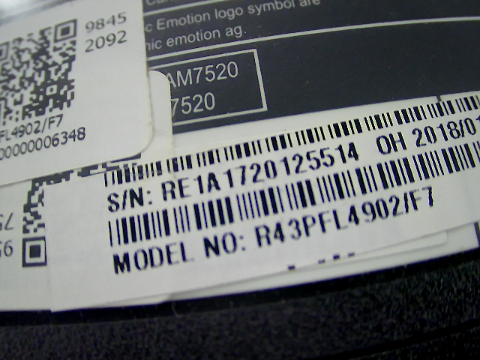 9845
2092
FL4902/F7
00000006348
Emotion logo symbol are
ic emotion ag.
AM7520
7520
S/N: RE1A1720125514 OH 2018/01
MODEL NO: R43PFL4902/F7